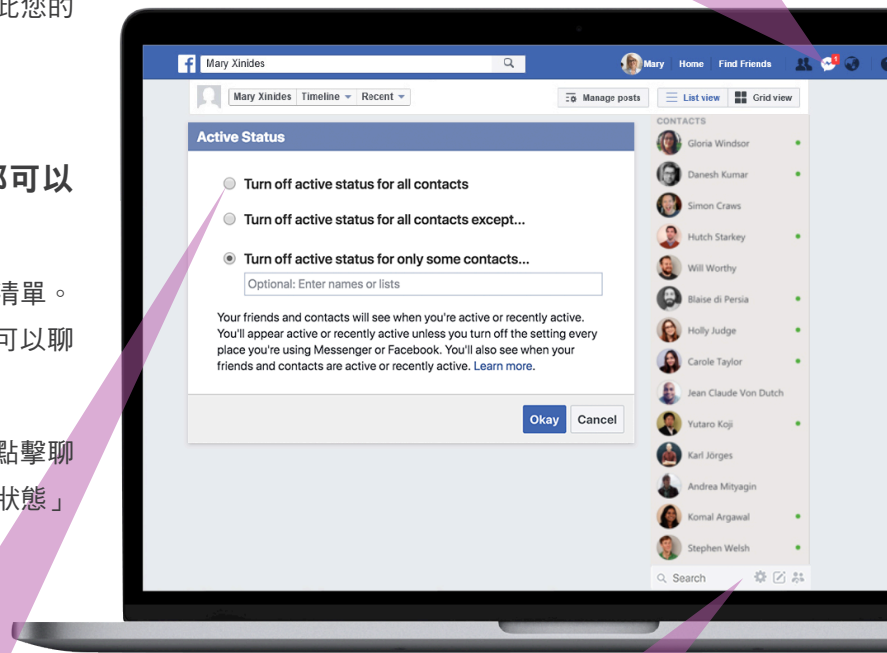 此您的
都可以
清單。
可以聊
點擊聊
狀態」
Mary Xinides
Mary Home Find Friends
1
Mary Xinides Timeline Recent
Manage posts List view Grid view
Active Status
Turn off active status for all contacts
Turn off active status for all contacts except...
Turn off active status for only some contacts...
Optional: Enter names or lists
Your friends and contacts will see when you're active or recently active.
You'll appear active or recently active unless you turn off the setting every
place you're using Messenger or Facebook. You'll also see when your
friends and contacts are active or recently active. Learn more.
Okay Cancel
CONTACTS
Gloria Windsor
Danesh Kumar
Simon Craws
Hutch Starkey
Will Worthy
Blaise di Persia
Holly Judge
Carole Taylor
Jean Claude Von Dutch
Yutaro Koji
Karl Jörges
Andrea Mityagin
Komal Argawal
Stephen Welsh
Search